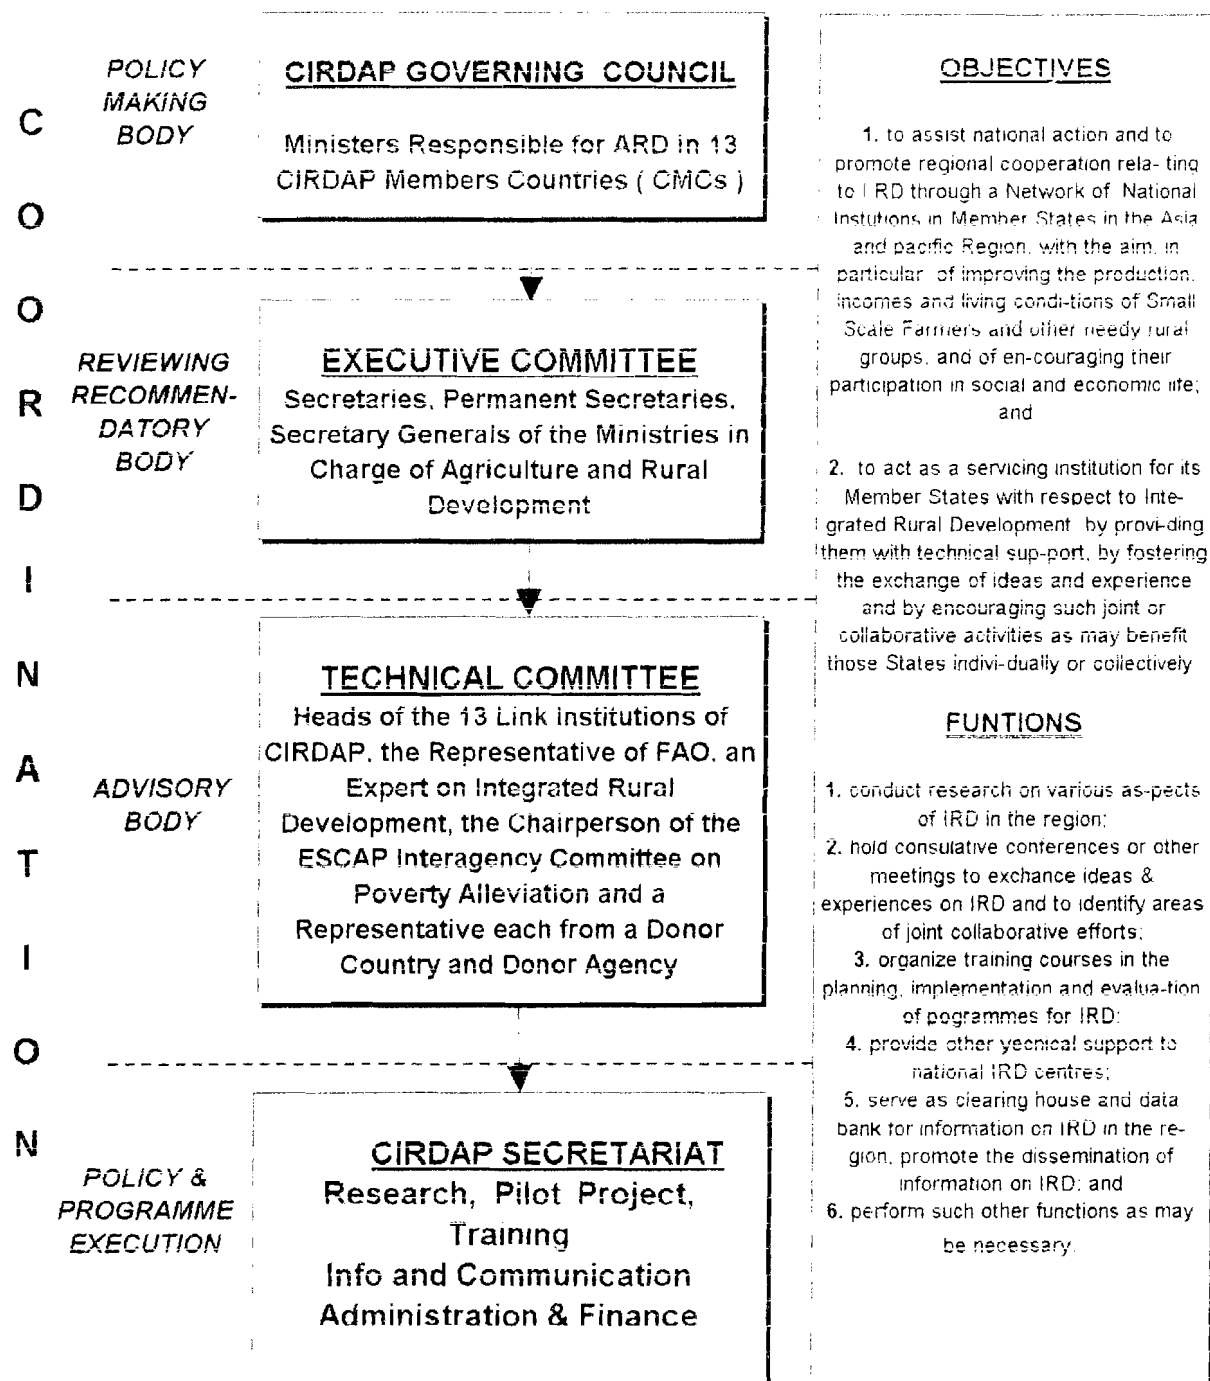 COORDINATION
POLICY
MAKING
BODY
CIRDAP GOVERNING COUNCIL
Ministers Responsible for ARD in 13
CIRDAP Members Countries ( CMCs )
REVIEWING
RECOMMEN-
DATORY
BODY
EXECUTIVE COMMITTEE
Secretaries, Permanent Secretaries,
Secretary Generals of the Ministries in
Charge of Agriculture and Rural
Development
ADVISORY
BODY
TECHNICAL COMMITTEE
Heads of the 13 Link institutions of
CIRDAP, the Representative of FAO, an
Expert on Integrated Rural
Development, the Chairperson of the
ESCAP Interagency Committee on
Poverty Alleviation and a
Representative each from a Donor
Country and Donor Agency
POLICY &
PROGRAMME
EXECUTION
CIRDAP SECRETARIAT
Research, Pilot Project,
Training
Info and Communication
Administration & Finance
OBJECTIVES
1. to assist national action and to
promote regional cooperation rela- ting
to I RD through a Network of National
Instutions in Member States in the Asia
and pacific Region, with the aim, in
particular of improving the production,
incomes and living condi-tions of Small
Scale Farmers and other needy rural
groups, and of en-couraging their
participation in social and economic life;
and
2. to act as a servicing institution for its
Member States with respect to Inte-
grated Rural Development by provi-ding
them with technical sup-port, by fostering
the exchange of ideas and experience
and by encouraging such joint or
collaborative activities as may benefit
those States indivi-dually or collectively
FUNTIONS
1. conduct research on various as-pects
of IRD in the region;
2. hold consulative conferences or other
meetings to exchance ideas &
experiences on IRD and to identify areas
of joint collaborative efforts;
3. organize training courses in the
planning, implementation and evalua-tion
of pogrammes for IRD;
4. provide other yecnical support to
national IRD centres;
5. serve as clearing house and data
bank for information on IRD in the re-
gion, promote the dissemination of
information on IRD; and
6. perform such other functions as may
be necessary.